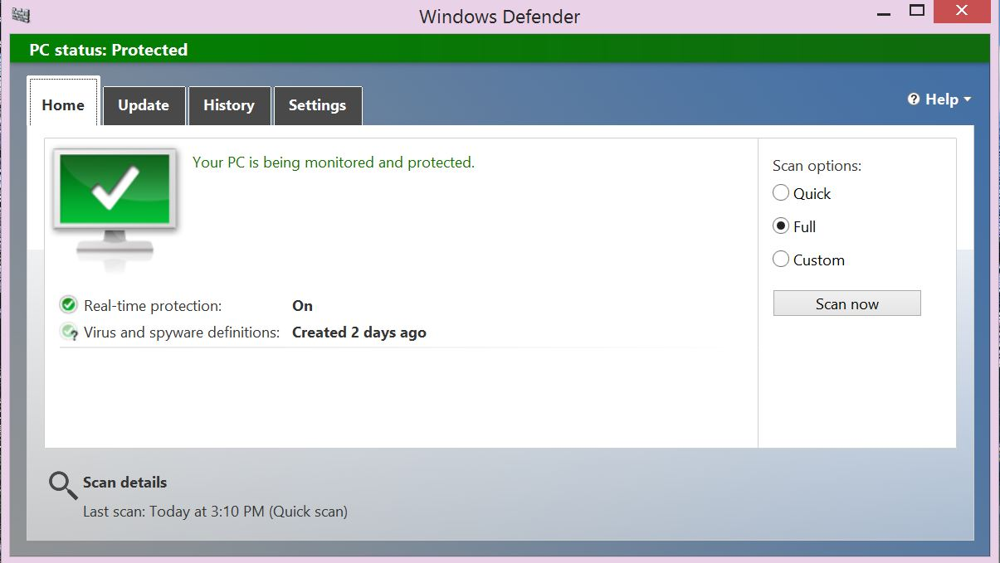 Windows Defender
PC status: Protected
Home
Update
History
Settings
Help
Your PC is being monitored and protected.
Real-time protection: On
Virus and spyware definitions: Created 2 days ago
Scan options:
Quick
Full
Custom
Scan now
Scan details
Last scan: Today at 3:10 PM (Quick scan)